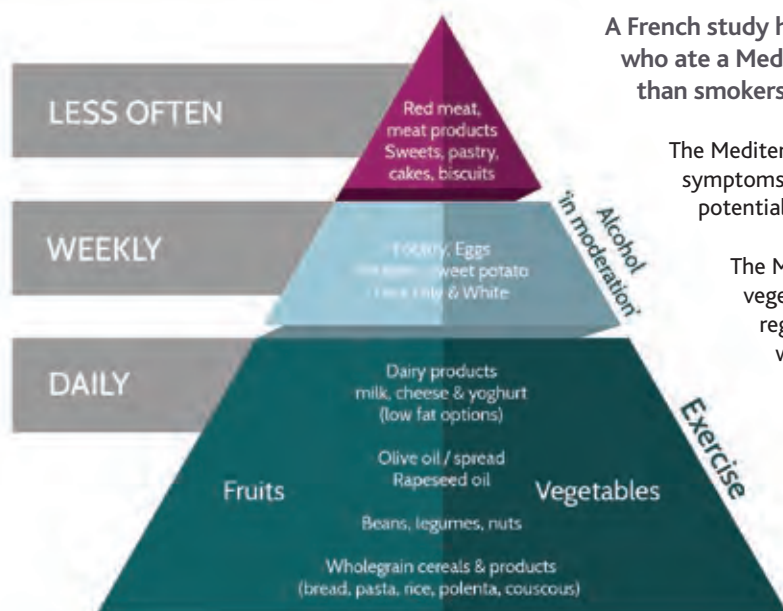 A French study h
who ate a Med
than smokers
The Mediter
symptoms
potential
The M
vege
reg
w
LESS OFTEN
Red meat,
meat products
Sweets, pastry,
cakes, biscuits
WEEKLY
Eggs
sweet potato
& White
Alcohol
'in moderation'
DAILY
Dairy products
milk, cheese & yoghurt
(low fat options)
Olive oil / spread
Rapeseed oil
Fruits
Vegetables
Beans, legumes, nuts
Wholegrain cereals & products
(bread, pasta, rice, polenta, couscous)
Exercise